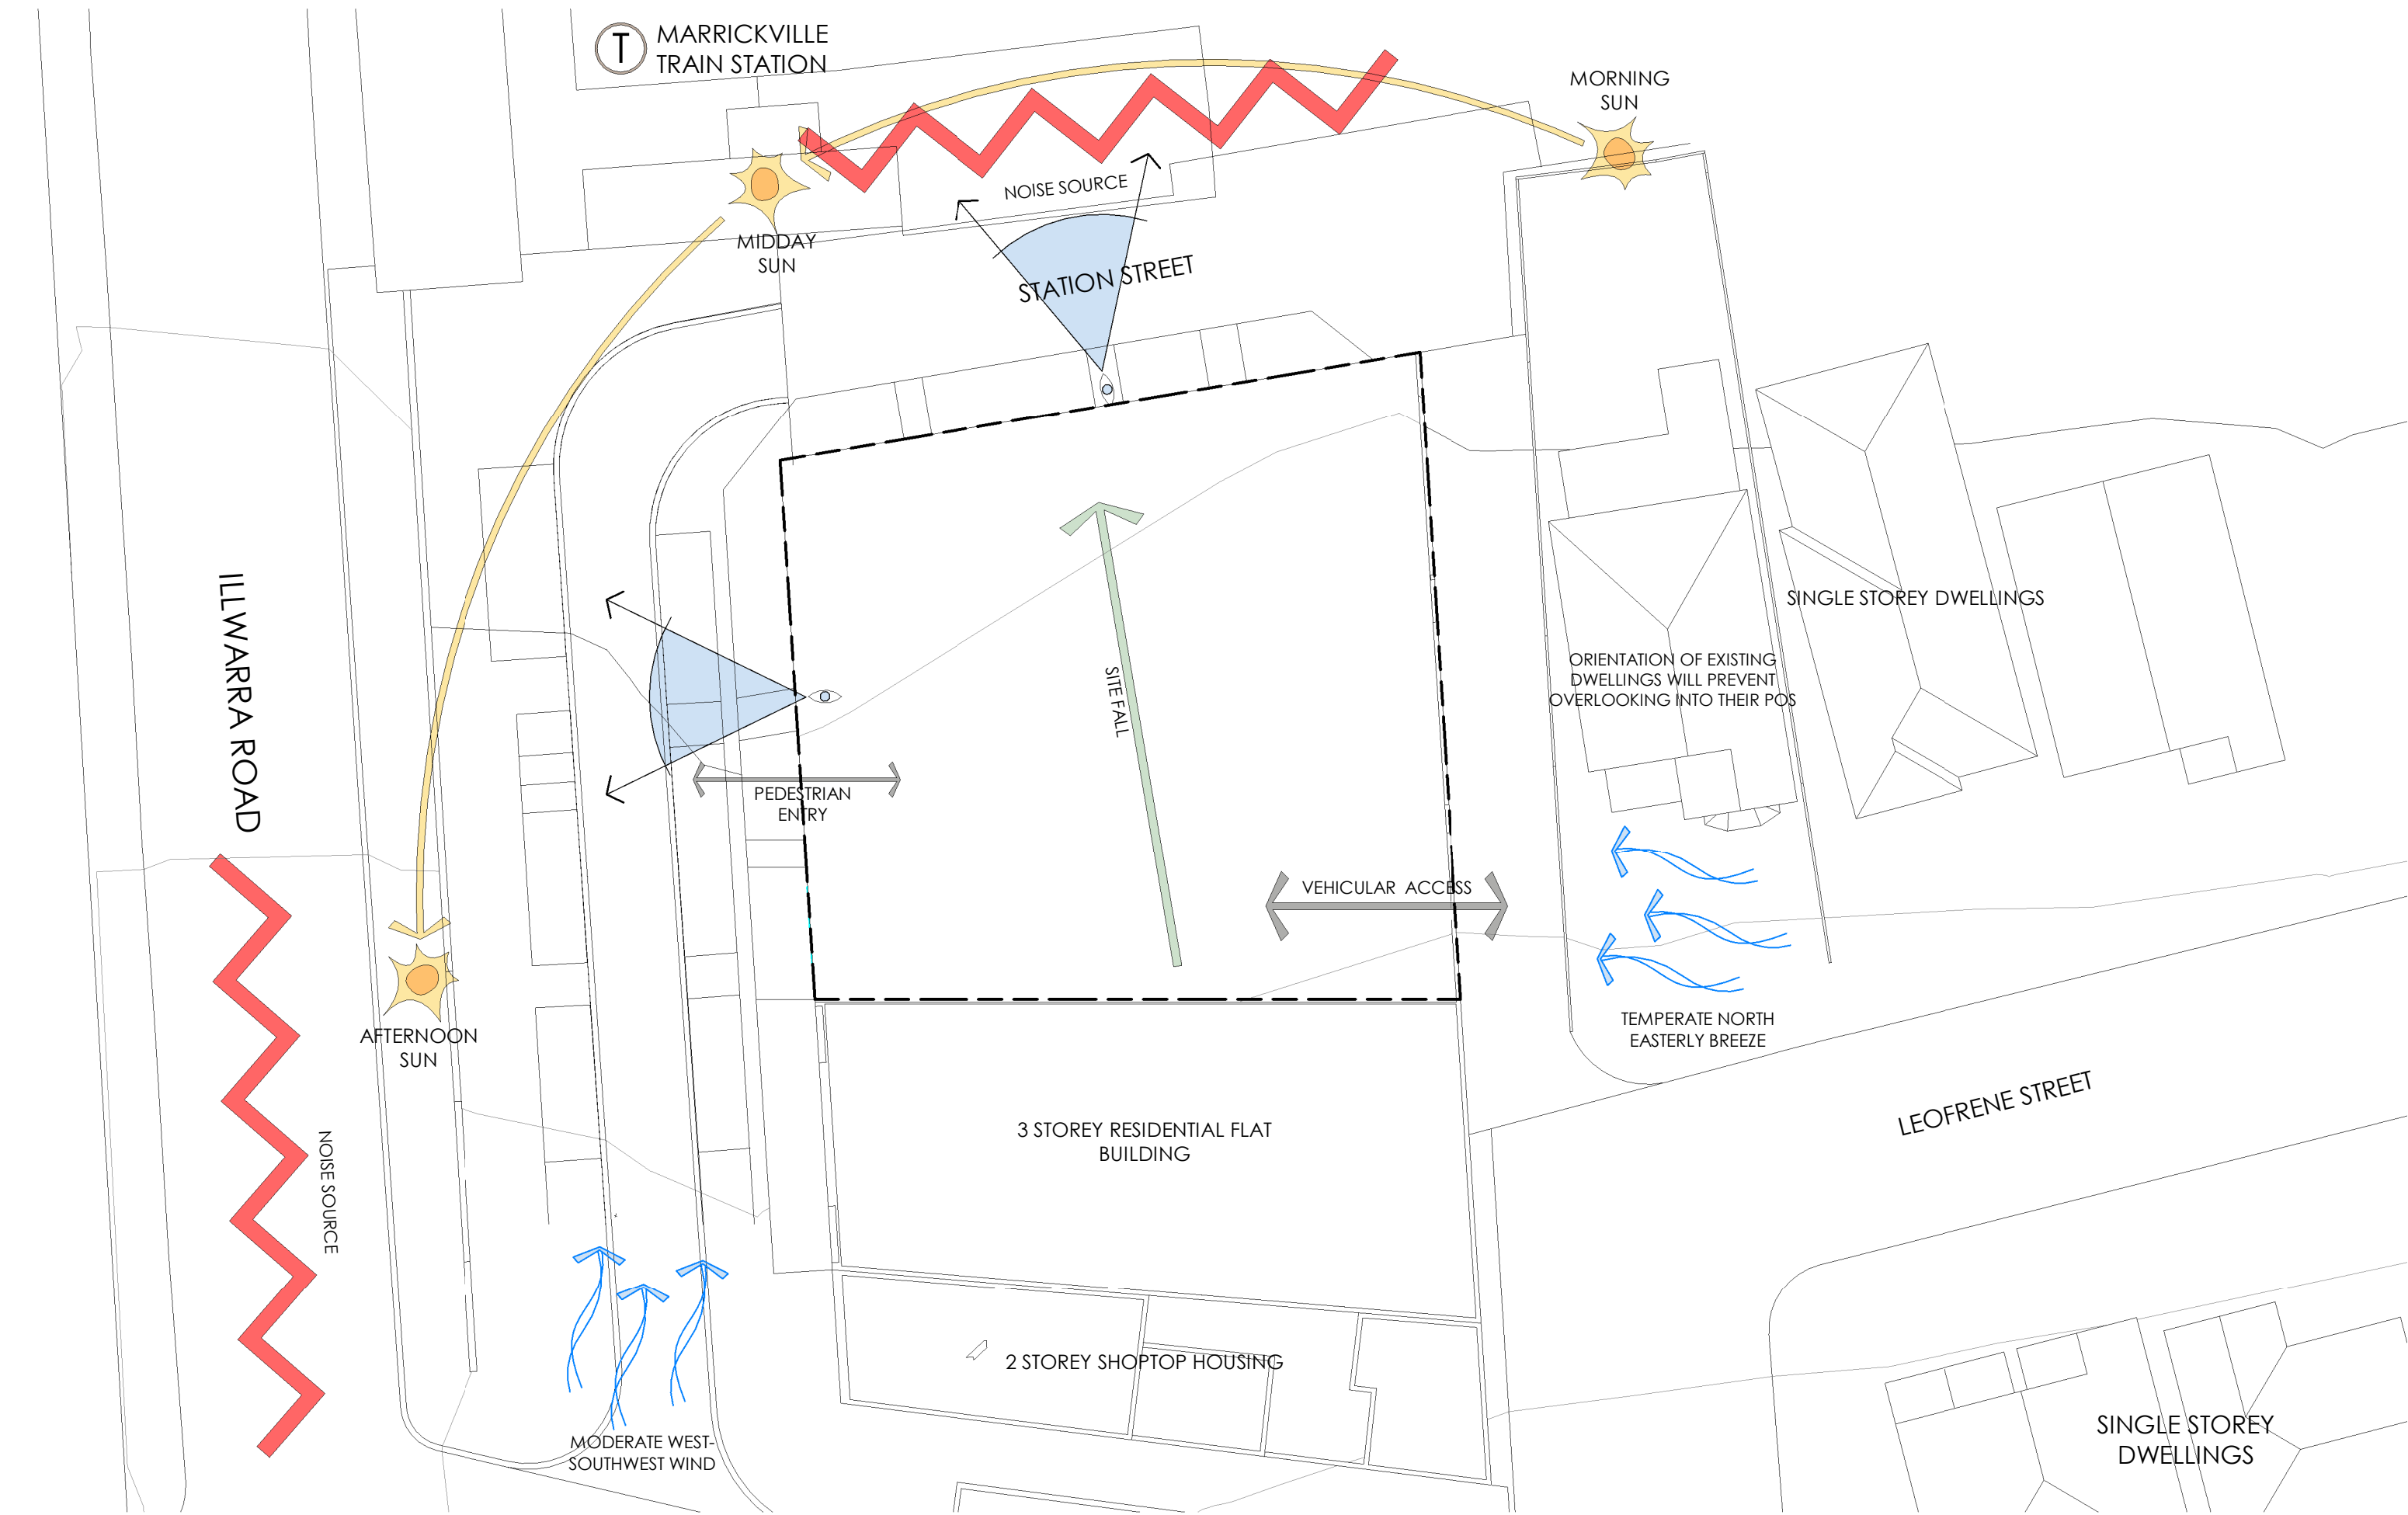 T
MARRICKVILLE
TRAIN STATION
MORNING
SUN
NOISE SOURCE
MIDDAY
SUN
STATION STREET
ILLWARRA ROAD
SINGLE STOREY DWELLINGS
ORIENTATION OF EXISTING
DWELLINGS WILL PREVENT
OVERLOOKING INTO THEIR POS
SITE FALL
PEDESTRIAN
ENTRY
VEHICULAR ACCESS
AFTERNOON
SUN
TEMPERATE NORTH
EASTERLY BREEZE
LEOFRENE STREET
3 STOREY RESIDENTIAL FLAT
BUILDING
NOISE SOURCE
2 STOREY SHOPTOP HOUSING
SINGLE STOREY
DWELLINGS
MODERATE WEST-
SOUTHWEST WIND